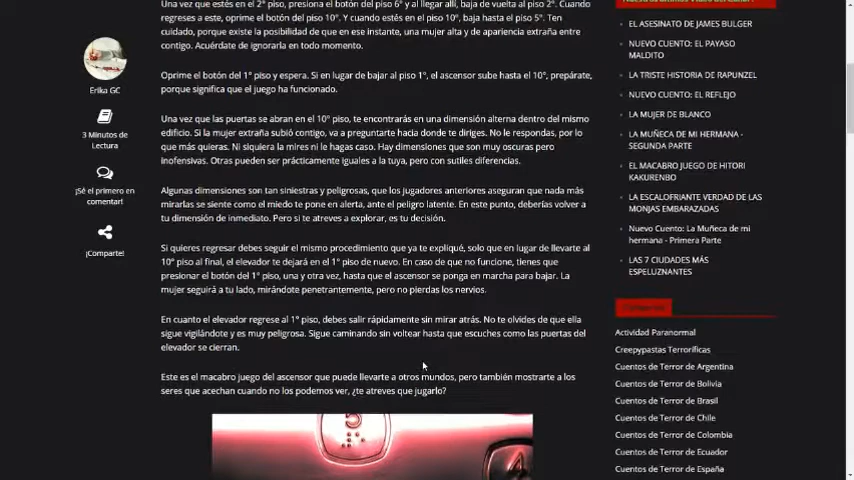 Una vez que estés en el 2° piso, presiona el botón del piso 6° y al llegar allí, baja de vuelta al piso 2°. Cuando
regreses a este, oprime el botón del piso 10°. Y cuando estés en el piso 10°, baja hasta el piso 5°. Ten
cuidado, porque existe la posibilidad de que en ese instante, una mujer alta y de apariencia extraña entre
contigo. Acuérdate de ignorarla en todo momento.
Oprime el botón del 1° piso y espera. Si en lugar de bajar al piso 1°, el ascensor sube hasta el 10°, prepárate,
porque significa que el juego ha funcionado.
Una vez que las puertas se abran en el 10° piso, te encontrarás en una dimensión alterna dentro del mismo
edificio. Si la mujer extraña subió contigo, va a preguntarte hacia donde te diriges. No le respondas, por lo
que más quieras. Ni siquiera la mires ni le hagas caso. Hay dimensiones que son muy oscuras pero
inofensivas. Otras pueden ser prácticamente iguales a la tuya, pero con sutiles diferencias.
Algunas dimensiones son tan siniestras y peligrosas, que los jugadores anteriores aseguran que nada más
mirarlas se siente como el miedo te pone en alerta, ante el peligro latente. En este punto, deberías volver a
tu dimensión de inmediato. Pero si te atreves a explorar, es tu decisión.
Si quieres regresar debes seguir el mismo procedimiento que ya te expliqué, solo que en lugar de llevarte al
10° piso al final, el elevador te dejará en el 1° piso de nuevo. En caso de que no funcione, tienes que
presionar el botón del 1° piso, una y otra vez, hasta que el ascensor se ponga en marcha para bajar. La
mujer seguirá a tu lado, mirándote penetrantemente, pero no pierdas los nervios.
En cuanto el elevador regrese al 1° piso, debes salir rápidamente sin mirar atrás. No te olvides de que ella
sigue vigilándote y es muy peligrosa. Sigue caminando sin voltear hasta que escuches como las puertas del
elevador se cierran.
Este es el macabro juego del ascensor que puede llevarte a otros mundos, pero también mostrarte a los
seres que acechan cuando no los podemos ver, ¿te atreves que jugarlo?
5
Erika GC
3 Minutos de
Lectura
¡Sé el primero en
comentar!
¡Comparte!
EL ASESINATO DE JAMES BULGER
NUEVO CUENTO: EL PAYASO
MALDITO
LA TRISTE HISTORIA DE RAPUNZEL
NUEVO CUENTO: EL REFLEJO
LA MUJER DE BLANCO
LA MUÑECA DE MI HERMANA -
SEGUNDA PARTE
EL MACABRO JUEGO DE HITORI
KAKURENBO
LA ESCALOFRIANTE VERDAD DE LAS
MONJAS EMBARAZADAS
Nuevo Cuento: La Muñeca de mi
hermana - Primera Parte
LAS 7 CIUDADES MÁS
ESPELUZNANTES
Actividad Paranormal
Creepypastas Terroríficas
Cuentos de Terror de Argentina
Cuentos de Terror de Bolivia
Cuentos de Terror de Brasil
Cuentos de Terror de Chile
Cuentos de Terror de Colombia
Cuentos de Terror de Ecuador
Cuentos de Terror de España